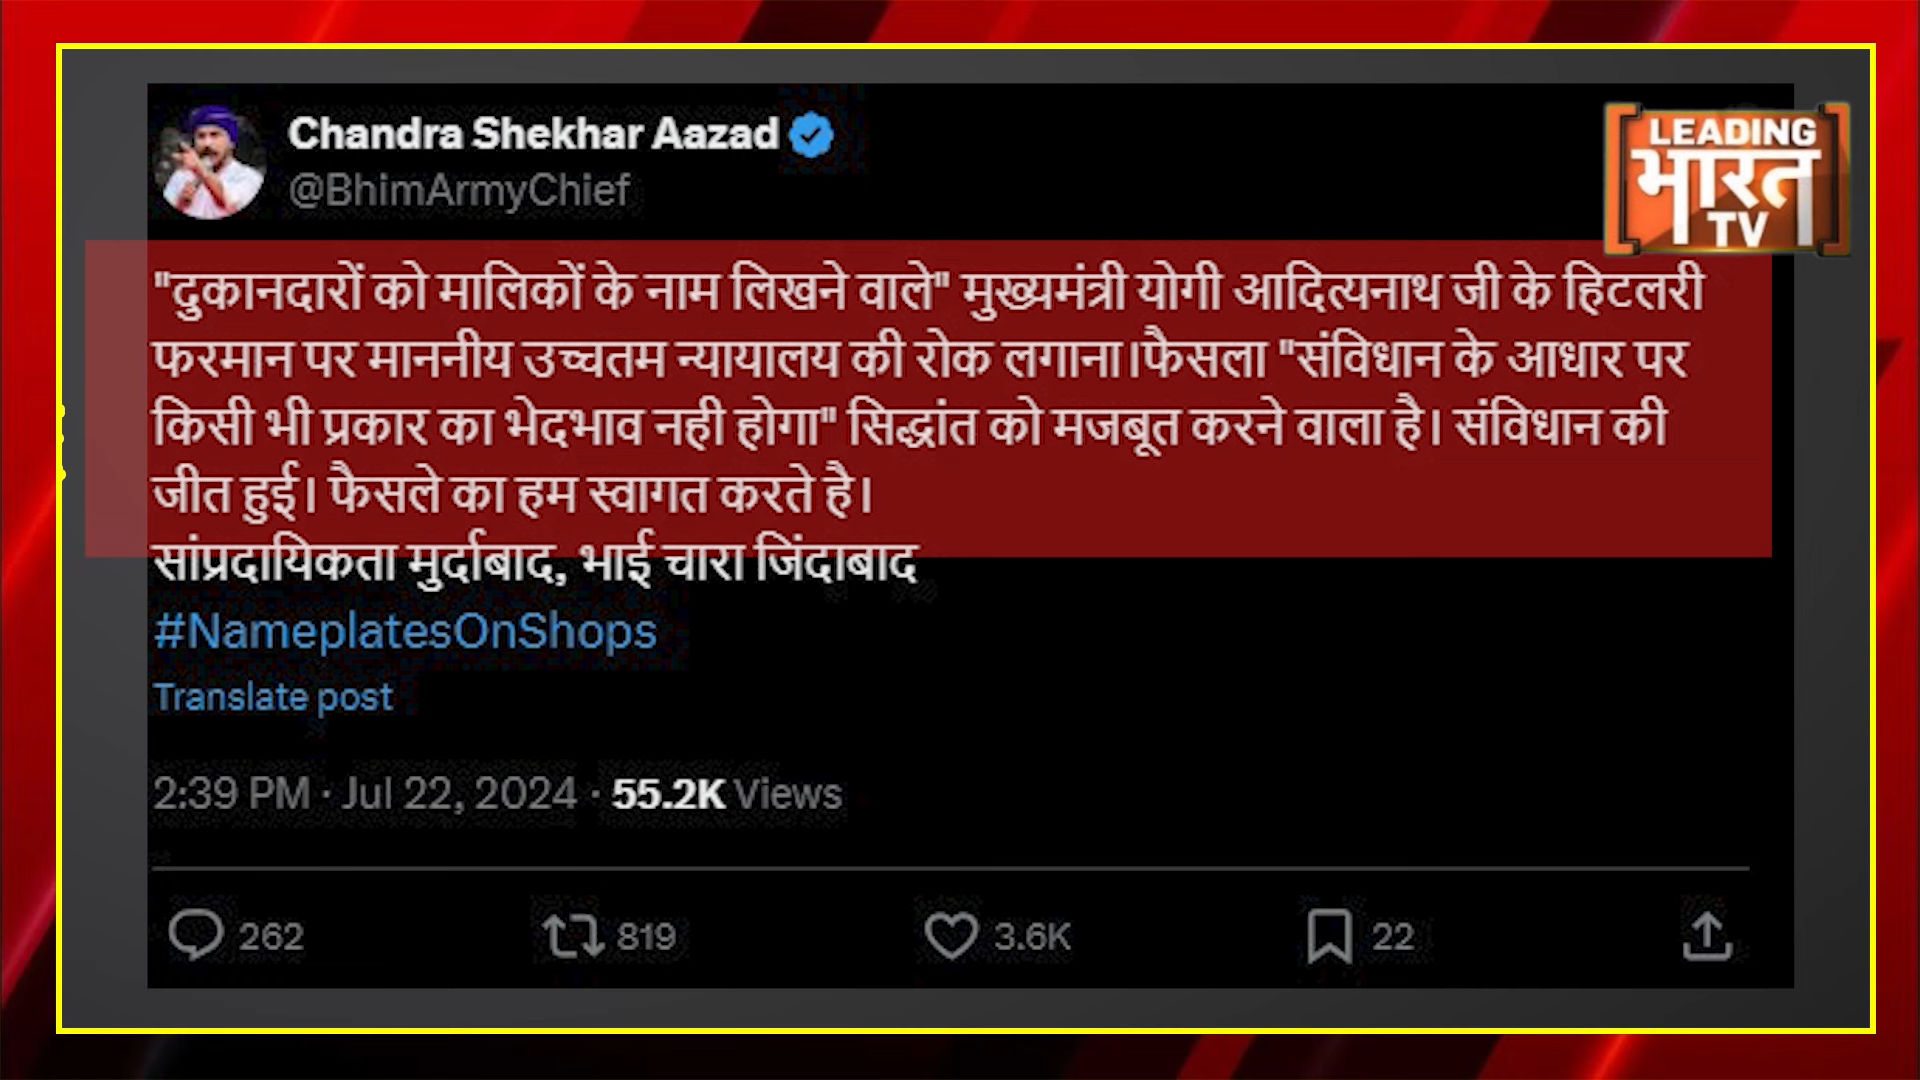 Chandra Shekhar Aazad
@BhimArmyChief
LEADING
भारत
TV
"दुकानदारों को मालिकों के नाम लिखने वाले" मुख्यमंत्री योगी आदित्यनाथ जी के हिटलरी
फरमान पर माननीय उच्चतम न्यायालय की रोक लगाना।फैसला "संविधान के आधार पर
किसी भी प्रकार का भेदभाव नही होगा" सिद्धांत को मजबूत करने वाला है। संविधान की
जीत हुई। फैसले का हम स्वागत करते है।
सांप्रदायिकता मुर्दाबाद, भाई चारा जिंदाबाद
#NameplatesOnShops
Translate post
2:39 PM · Jul 22, 2024 · 55.2K Views
262 819 3.6K 22